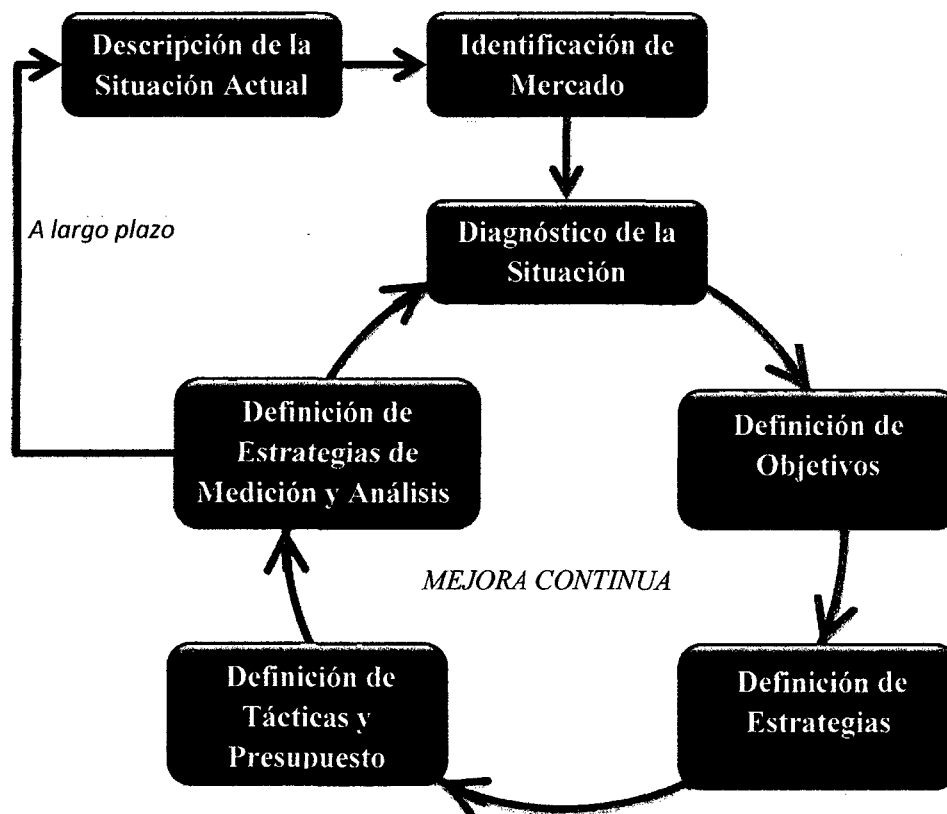 Descripción de la
Situación Actual
Identificación de
Mercado
A largo plazo
Diagnóstico de la
Situación
Definición de
Estrategias de
Medición y Análisis
Definición de
Objetivos
MEJORA CONTINUA
Definición de
Tácticas y
Presupuesto
Definición de
Estrategias